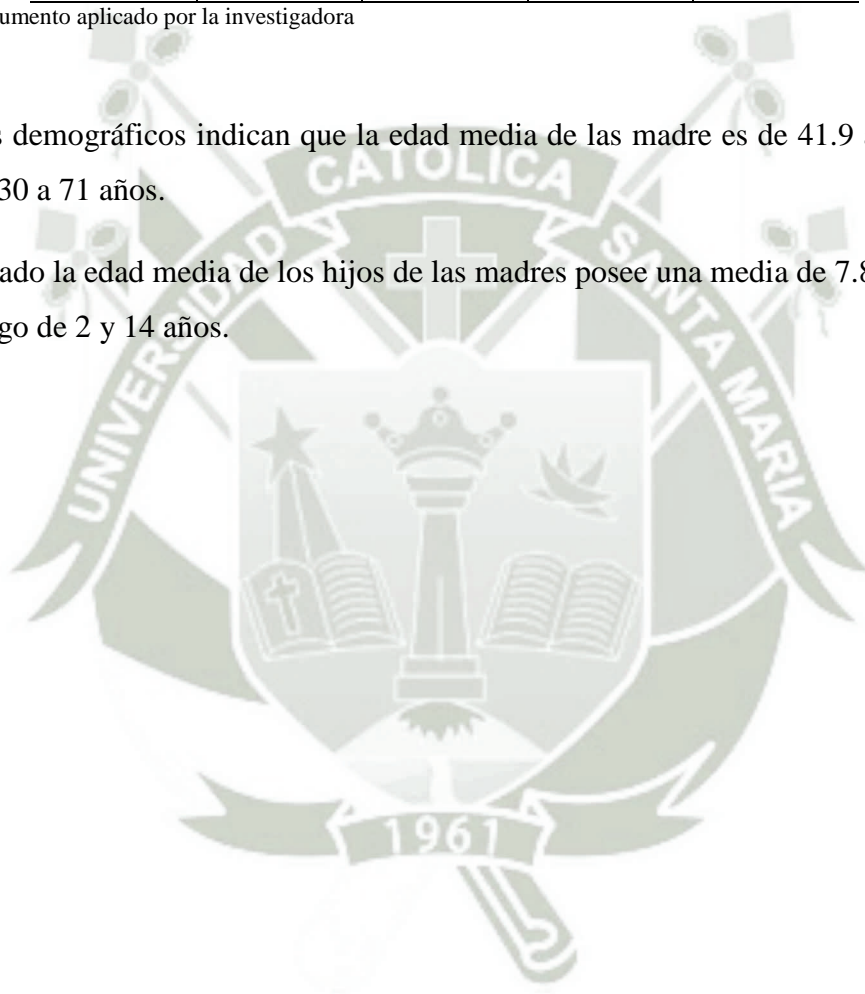 umento aplicado por la investigadora
s demográficos indican que la edad media de las madre es de 41.9
30 a 71 años.
ado la edad media de los hijos de las madres posee una media de 7.8
go de 2 y 14 años.
UNIVERSIDAD CATOLICA SANTA MARIA
1961